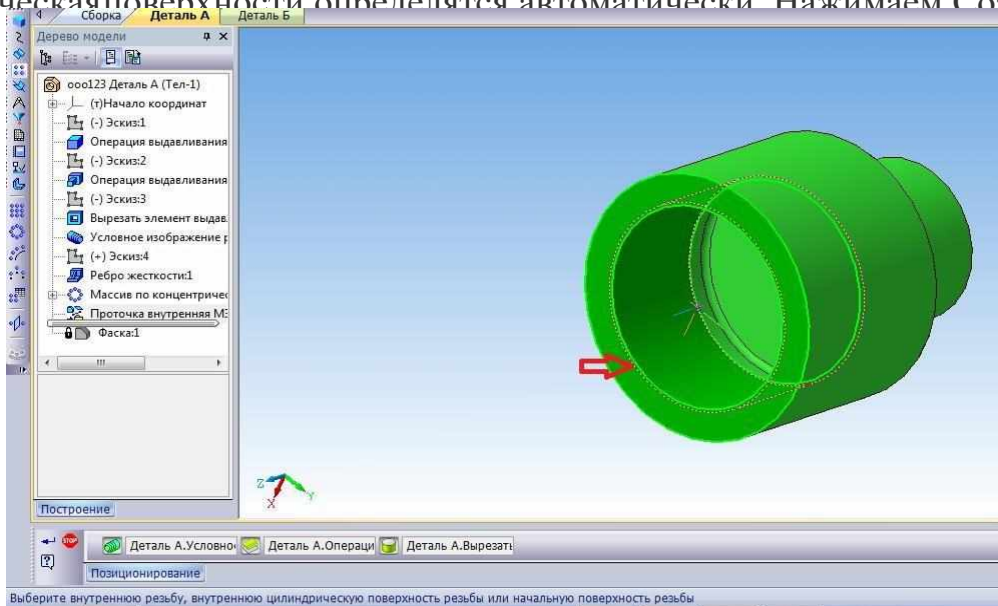 ческаяповерхности определятся автоматически. Нажимаем
Сборка Деталь А Деталь Б
Дерево модели
ооо123 Деталь А (Тел-1)
(т)Начало координат
(-) Эскиз:1
Операция выдавливания
(-) Эскиз:2
Операция выдавливания
(-) Эскиз:3
Вырезать элемент выдав
Условное изображение р
(+) Эскиз:4
Ребро жесткости:1
Массив по концентричес
Проточка внутренняя
Фаска:1
Построение
Z X Y
STOP Деталь А.Условно Деталь А.Операци Деталь А.Вырезать
Позиционирование
Выберите внутреннюю резьбу, внутреннюю цилиндрическую поверхность резьбы или начальную поверхность резьбы